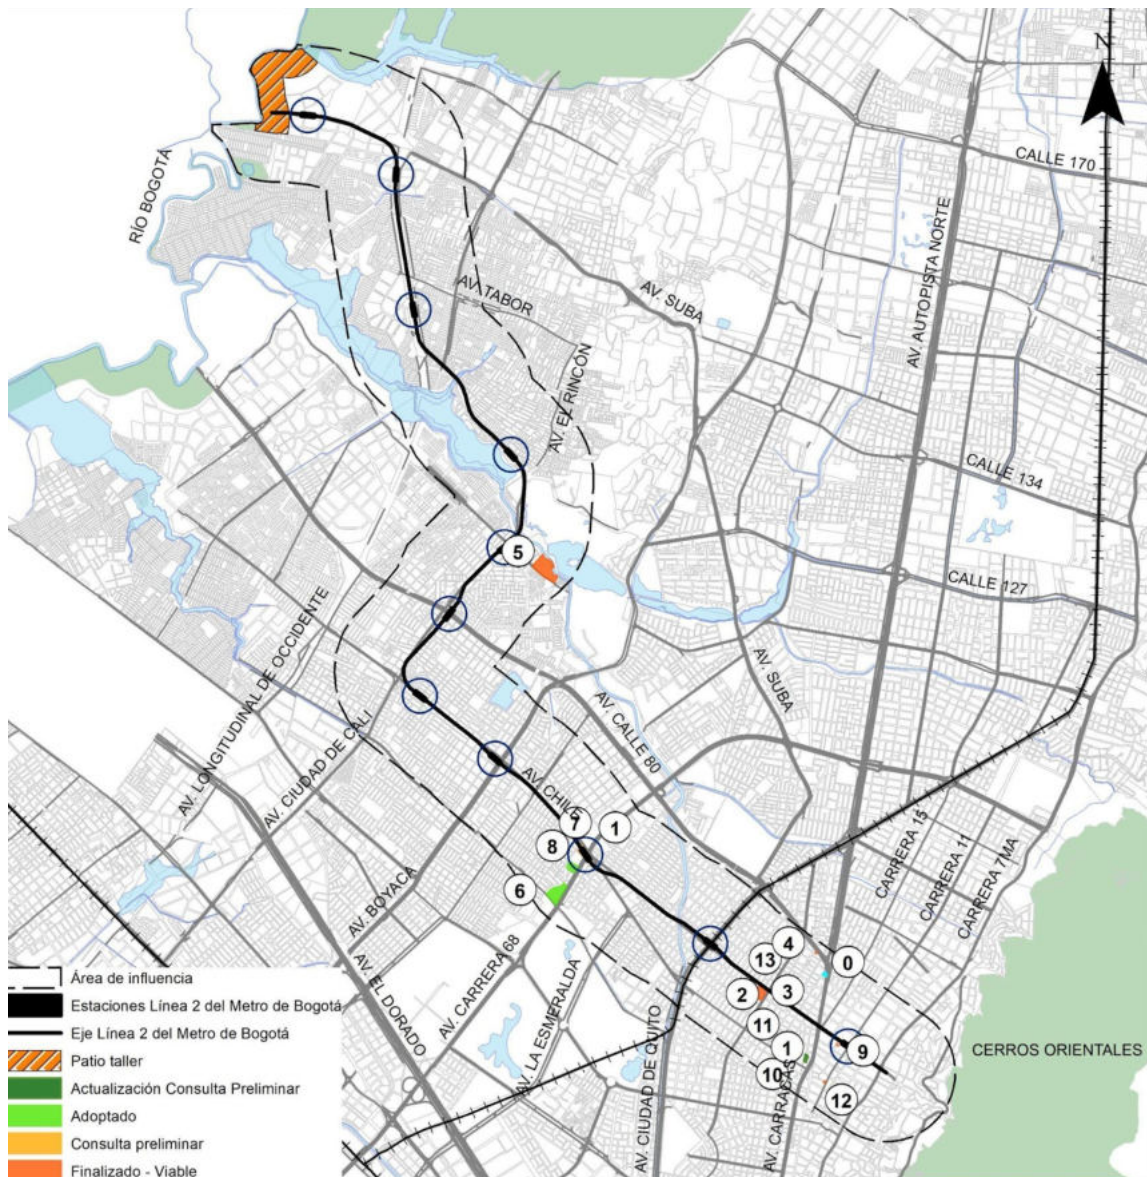 N
CALLE 170
RÍO BOGOTÁ
AV. AUTOPISTA NORTE
AV. TABOR
AV. SUBA
AV. EL RINCÓN
CALLE 134
5
CALLE 127
AV. LONGITUDINAL DE OCCIDENTE
AV. SUBA
AV. CIUDAD DE CALI
AV. CALLE 80
AV. CHILE
7
1
8
CARRERA 15
CARRERA 11
CARRERA 7MA
6
AV. BOYACA
4
13
0
AV. CARRERA 68
AV. EL DORADO
AV. LA ESMERALDA
2
3
AV. CIUDAD DE QUITO
11
1
9
CERROS ORIENTALES
10
AV. CARACAS
12
Área de influencia
Estaciones Línea 2 del Metro de Bogotá
Eje Línea 2 del Metro de Bogotá
Patio taller
Actualización Consulta Preliminar
Adoptado
Consulta preliminar
Finalizado - Viable